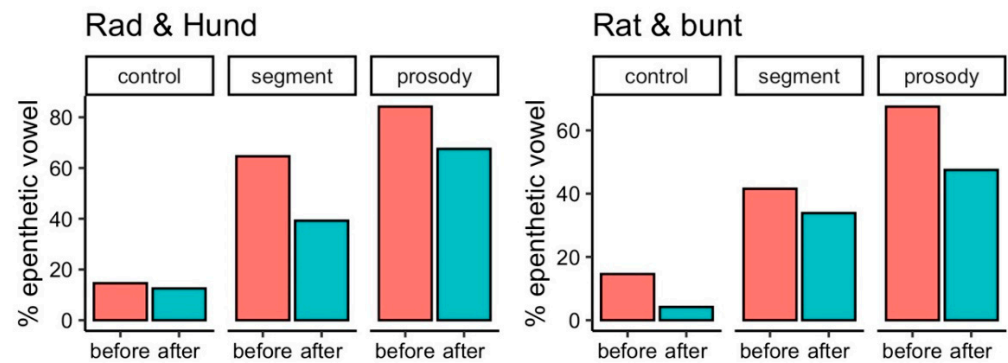 Rad & Hund
control segment prosody
% epenthetic vowel
80
60
40
20
0
before after before after before after
Rat & bunt
control segment prosody
% epenthetic vowel
60
40
20
0
before after before after before after